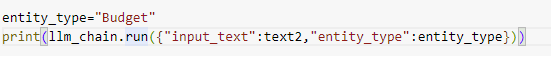 entity_type="Budget"
print(llm_chain.run({"input_text":text2,"entity_type":entity_type}))